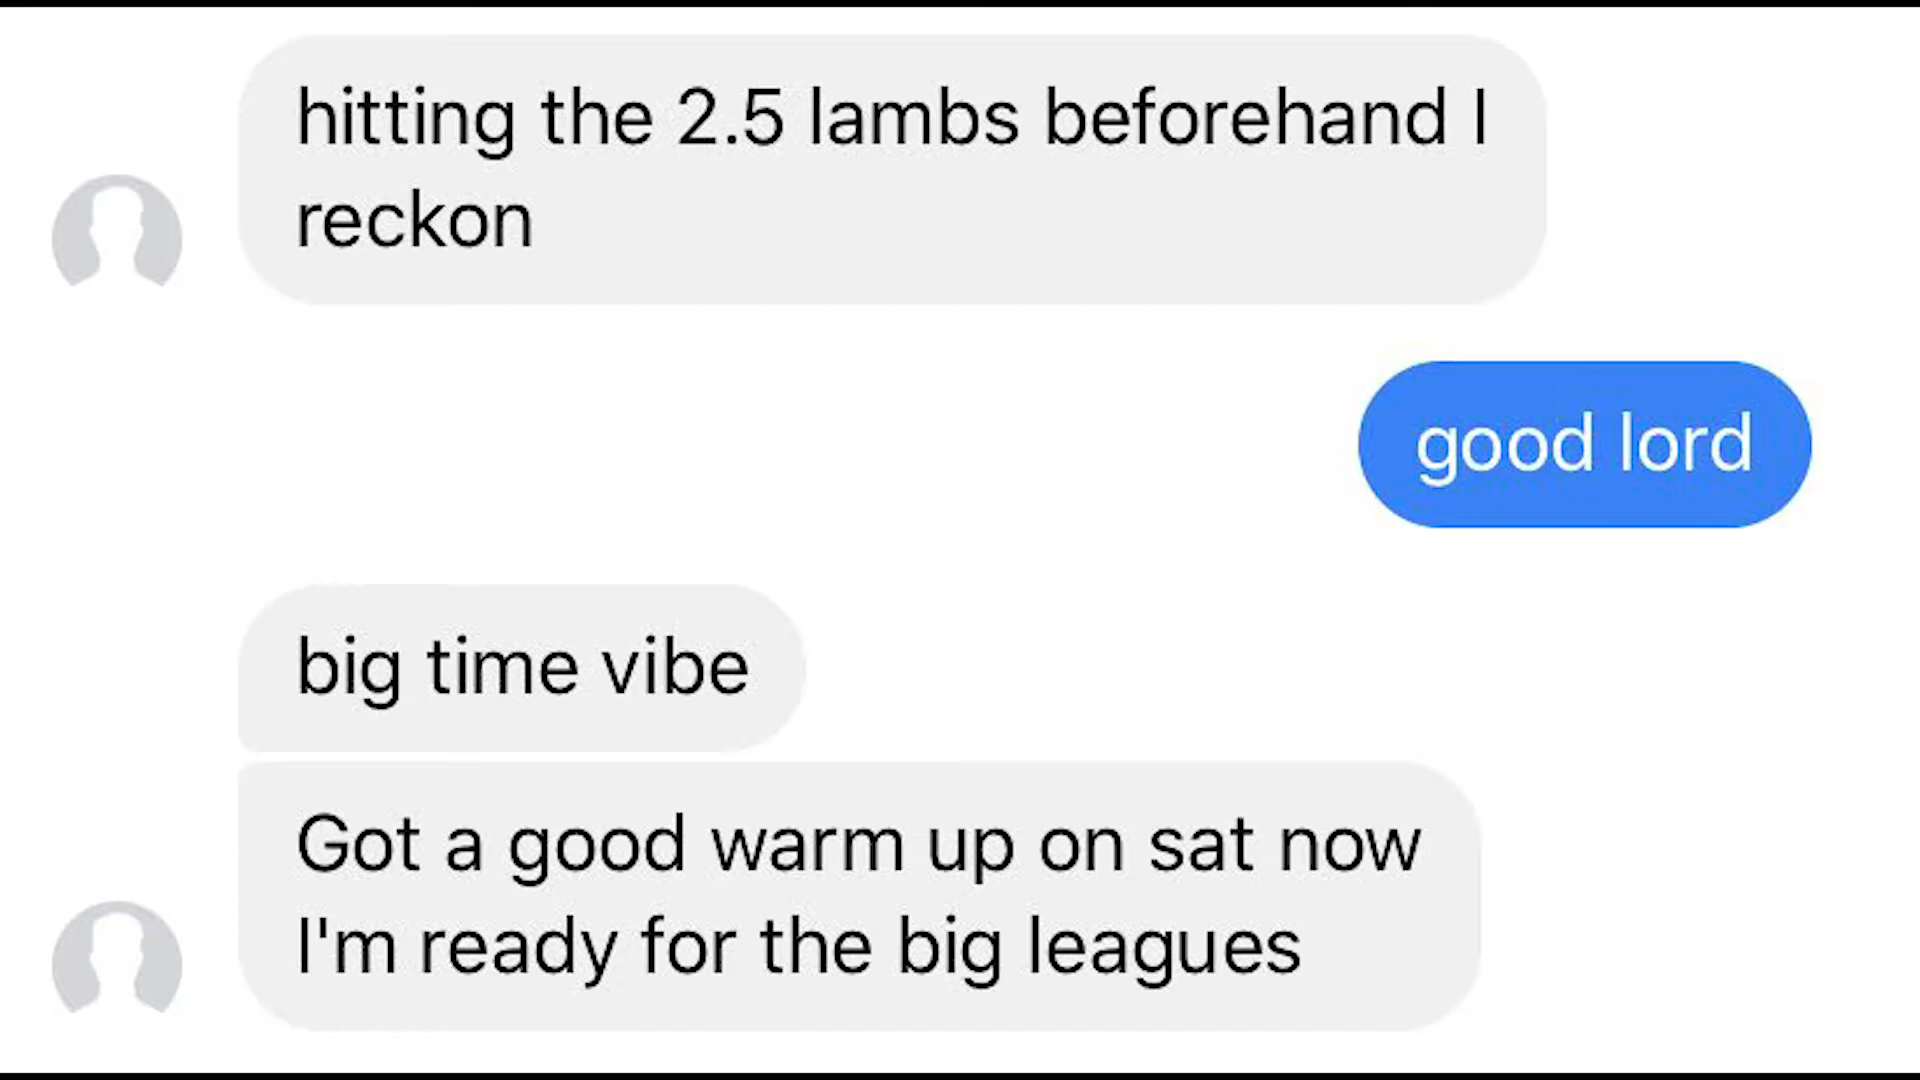 hitting the 2.5 lambs beforehand I
reckon
good lord
big time vibe
Got a good warm up on sat now
I'm ready for the big leagues